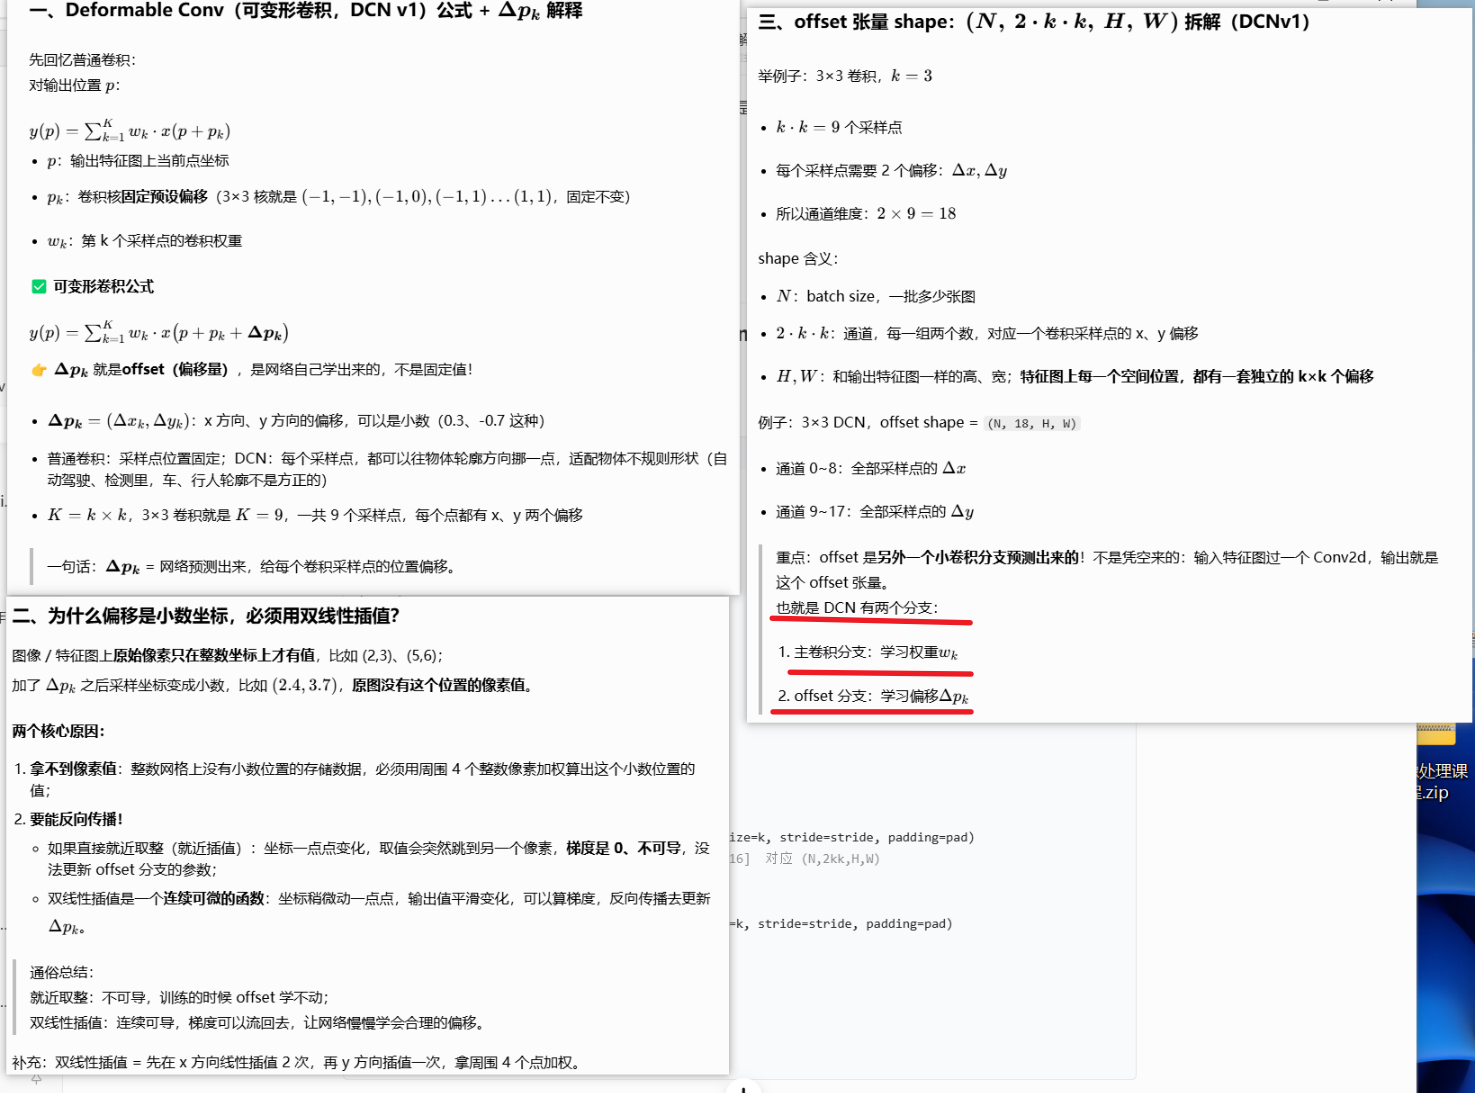 一、Deformable Conv（可变形卷积，DCN v1）公式 + Δpₖ 解释
先回忆普通卷积：
对输出位置 p：
y(p) = ∑ₖ₌₁ᴷ wₖ · x(p + pₖ)
• p：输出特征图上当前点坐标
• pₖ：卷积核固定预设偏移（3×3 核就是 (−1, −1), (−1, 0), (−1, 1) … (1, 1)，固定不变）
• wₖ：第 k 个采样点的卷积权重
✅ 可变形卷积公式
y(p) = ∑ₖ₌₁ᴷ wₖ · x(p + pₖ + Δpₖ)
👉 Δpₖ 就是offset（偏移量），是网络自己学出来的，不是固定值！
• Δpₖ = (Δxₖ, Δyₖ)：x 方向、y 方向的偏移，可以是小数（0.3、-0.7 这种）
• 普通卷积：采样点位置固定；DCN：每个采样点，都可以往物体轮廓方向挪一点，适配物体不规则形状（自
动驾驶、检测里，车、行人轮廓不是方正的）
• K = k × k，3×3 卷积就是 K = 9，一共 9 个采样点，每个点都有 x、y 两个偏移
一句话：Δpₖ = 网络预测出来，给每个卷积采样点的位置偏移。
二、为什么偏移是小数坐标，必须用双线性插值？
图像 / 特征图上原始像素只在整数坐标上才有值，比如 (2,3)、(5,6)；
加了 Δpₖ 之后采样坐标变成小数，比如 (2.4, 3.7)，原图没有这个位置的像素值。
两个核心原因：
1. 拿不到像素值：整数网格上没有小数位置的存储数据，必须用周围 4 个整数像素加权算出这个小数位置的
值；
2. 要能反向传播！
◦ 如果直接就近取整（就近插值）：坐标一点点变化，取值会突然跳到另一个像素，梯度是 0、不可导，没
法更新 offset 分支的参数；
◦ 双线性插值是一个连续可微的函数：坐标稍微动一点点，输出值平滑变化，可以算梯度，反向传播去更新
Δpₖ。
通俗总结：
就近取整：不可导，训练的时候 offset 学不动；
双线性插值：连续可导，梯度可以流回去，让网络慢慢学会合理的偏移。
补充：双线性插值 = 先在 x 方向线性插值 2 次，再 y 方向插值一次，拿周围 4 个点加权。
三、offset 张量 shape：(N, 2·k·k, H, W) 拆解（DCNv1）
举例子：3×3 卷积，k = 3
• k · k = 9 个采样点
• 每个采样点需要 2 个偏移：Δx, Δy
• 所以通道维度：2 × 9 = 18
shape 含义：
• N：batch size，一批多少张图
• 2 · k · k：通道，每一组两个数，对应一个卷积采样点的 x、y 偏移
• H, W：和输出特征图一样的高、宽；特征图上每一个空间位置，都有一套独立的 k×k 个偏移
例子：3×3 DCN，offset shape = (N, 18, H, W)
• 通道 0~8：全部采样点的 Δx
• 通道 9~17：全部采样点的 Δy
重点：offset 是另外一个小卷积分支预测出来的！不是凭空来的：输入特征图过一个 Conv2d，输出就是
这个 offset 张量。
也就是 DCN 有两个分支：
1. 主卷积分支：学习权重wₖ
2. offset 分支：学习偏移Δpₖ
ize=k, stride=stride, padding=pad)
16] 对应 (N,2kk,H,W)
=k, stride=stride, padding=pad)
处理课
.zip